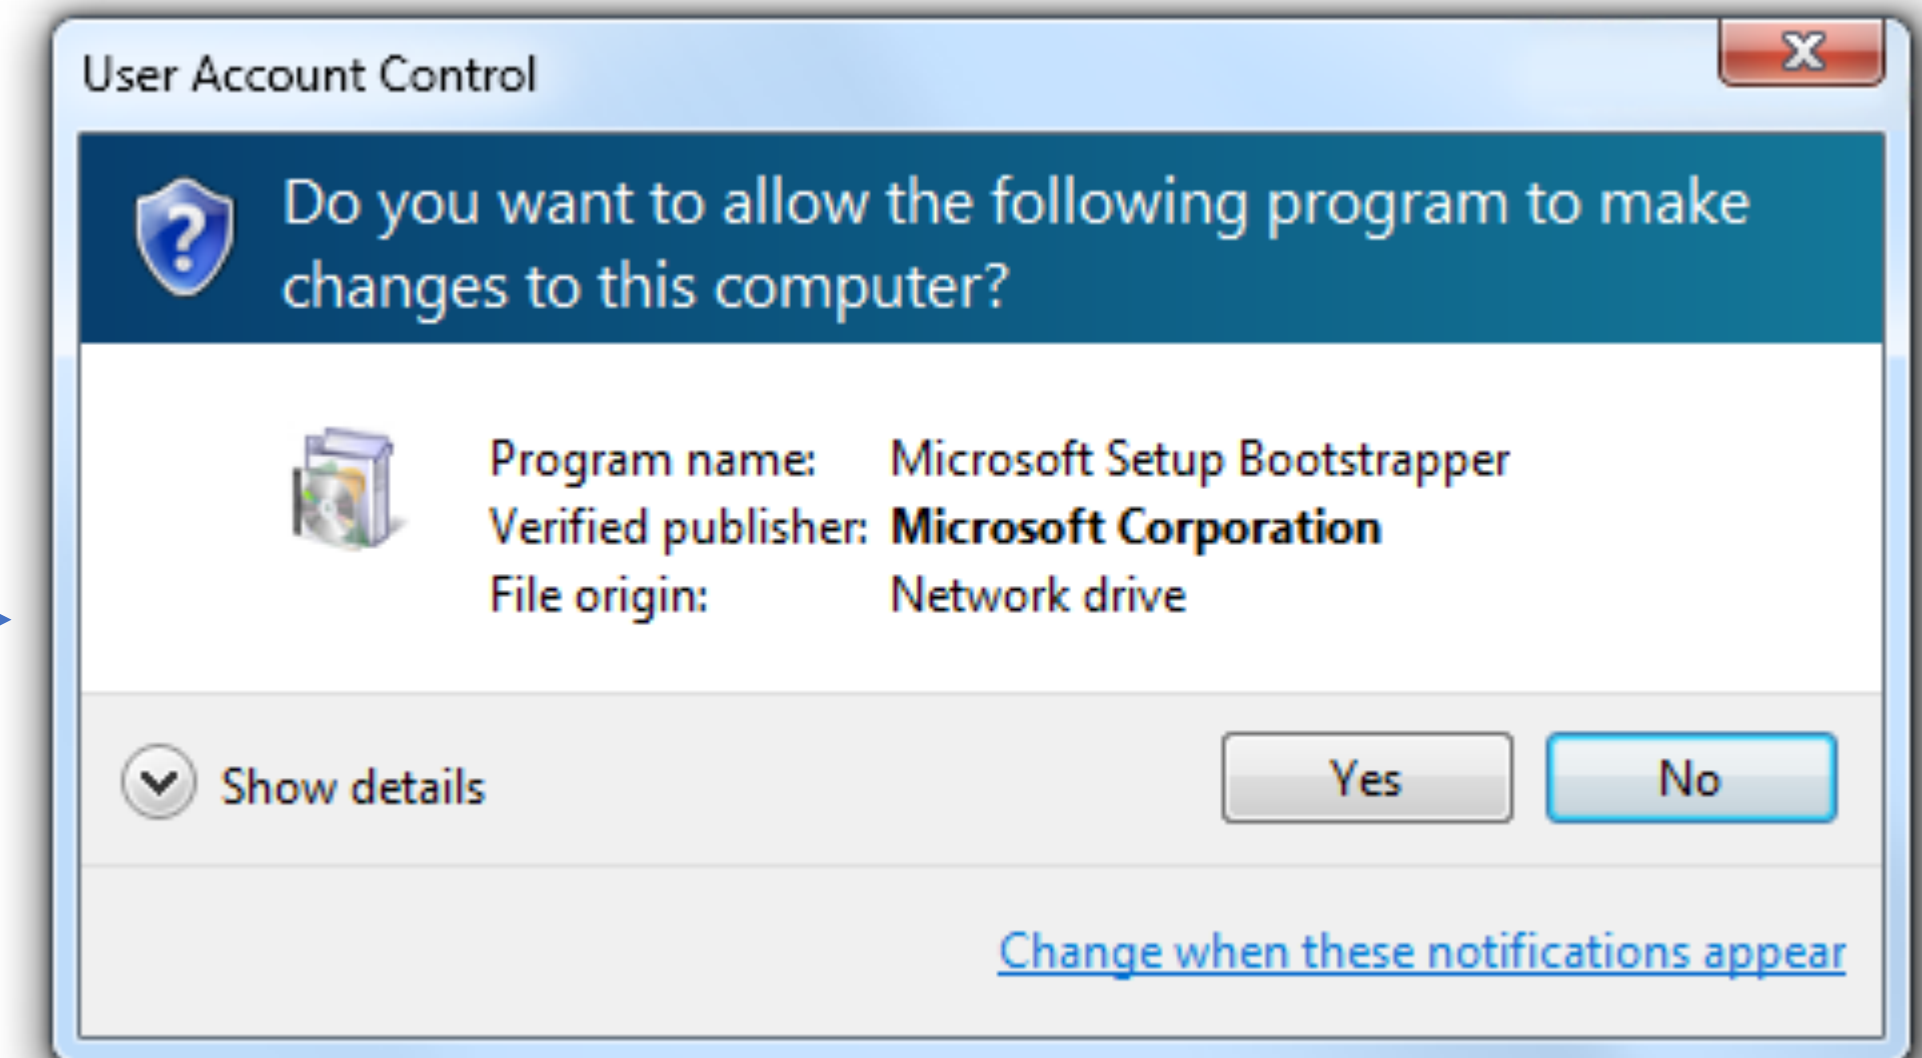 User Account Control
Do you want to allow the following program to make
changes to this computer?
Program name: Microsoft Setup Bootstrapper
Verified publisher: Microsoft Corporation
File origin: Network drive
Show details
Yes
No
Change when these notifications appear